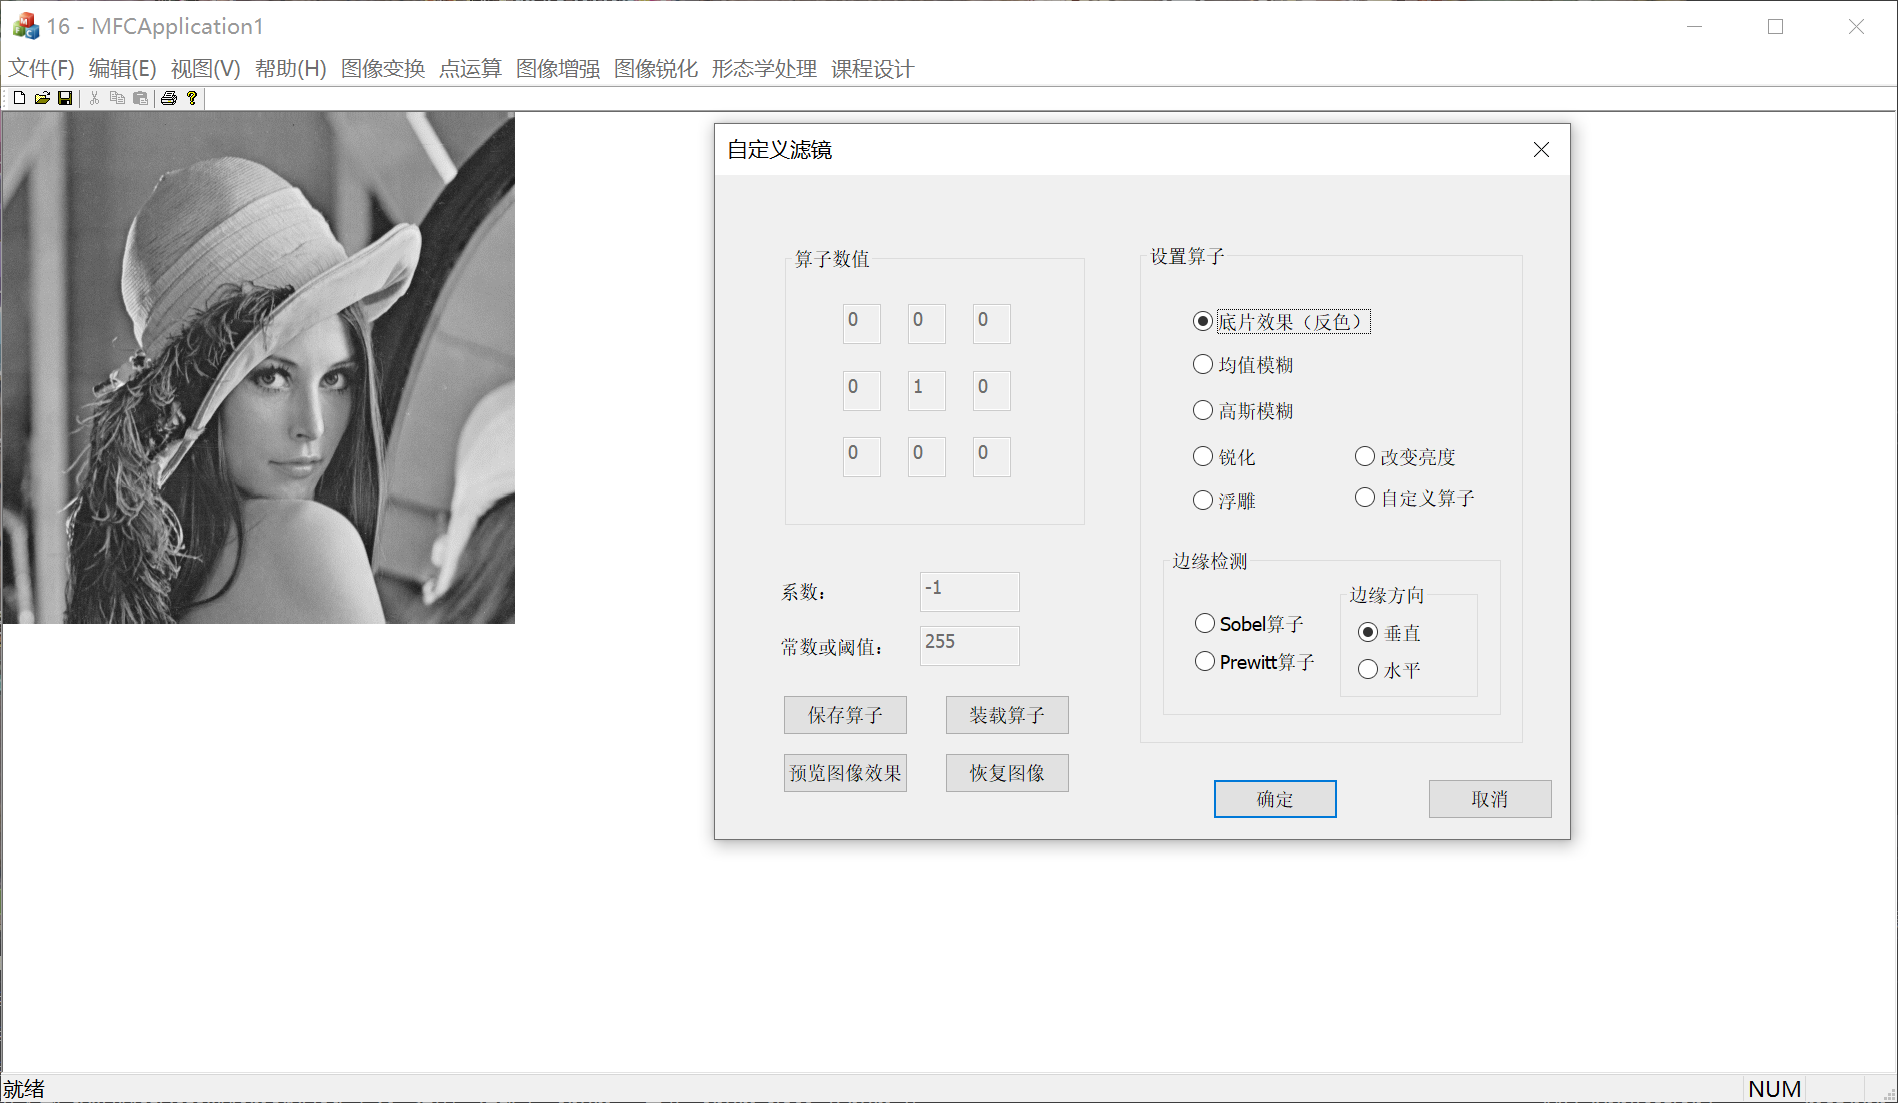 16 - MFCApplication1
文件(F) 编辑(E) 视图(V) 帮助(H) 图像变换 点运算 图像增强 图像锐化 形态学处理 课程设计
自定义滤镜
算子数值
0 0 0
0 1 0
0 0 0
系数：
-1
常数或阈值：
255
保存算子 装载算子
预览图像效果 恢复图像
设置算子
底片效果（反色）
均值模糊
高斯模糊
锐化 改变亮度
浮雕 自定义算子
边缘检测
Sobel算子
Prewitt算子
边缘方向
垂直
水平
确定 取消
就绪 NUM